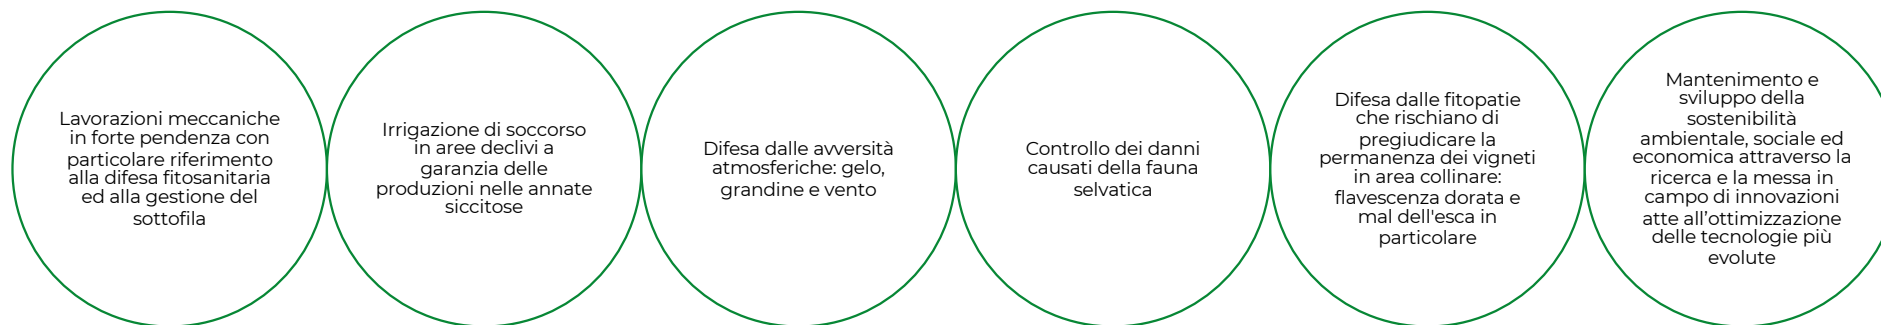 Lavorazioni meccaniche
in forte pendenza con
particolare riferimento
alla difesa fitosanitaria
ed alla gestione del
sottofila
Irrigazione di soccorso
in aree declivi a
garanzia delle
produzioni nelle annate
siccitose
Difesa dalle avversità
atmosferiche: gelo,
grandine e vento
Controllo dei danni
causati della fauna
selvatica
Difesa dalle fitopatie
che rischiano di
pregiudicare la
permanenza dei vigneti
in area collinare:
flavescenza dorata e
mal dell'esca in
particolare
Mantenimento e
sviluppo della
sostenibilità
ambientale, sociale ed
economica attraverso la
ricerca e la messa in
campo di innovazioni
atte all’ottimizzazione
delle tecnologie più
evolute